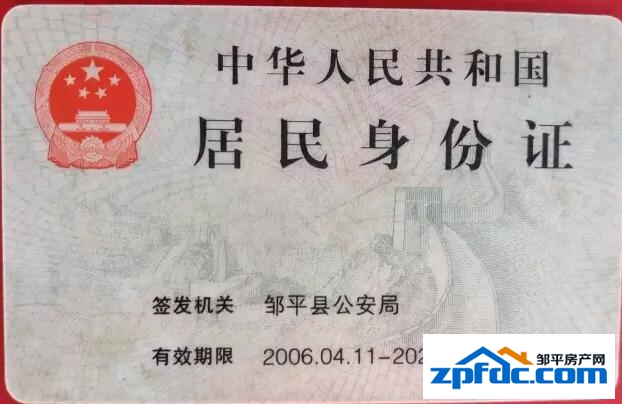 中华人民共和国
居民身份证
签发机关 邹平县公安局
有效期限 2006.04.11-202
邹平房产网
zpfdc.com